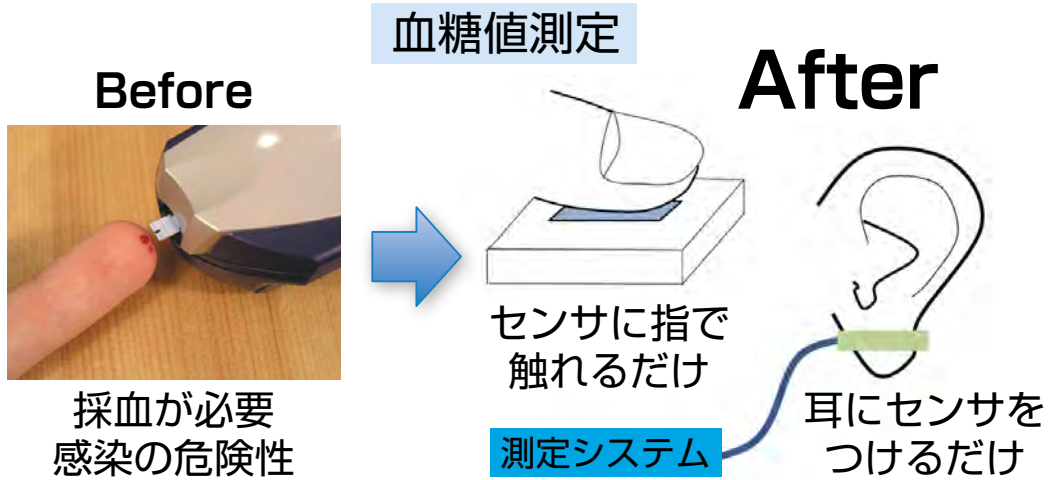 血糖値測定
Before
After
採血が必要
感染の危険性
センサに指で
触れるだけ
測定システム
耳にセンサを
つけるだけ